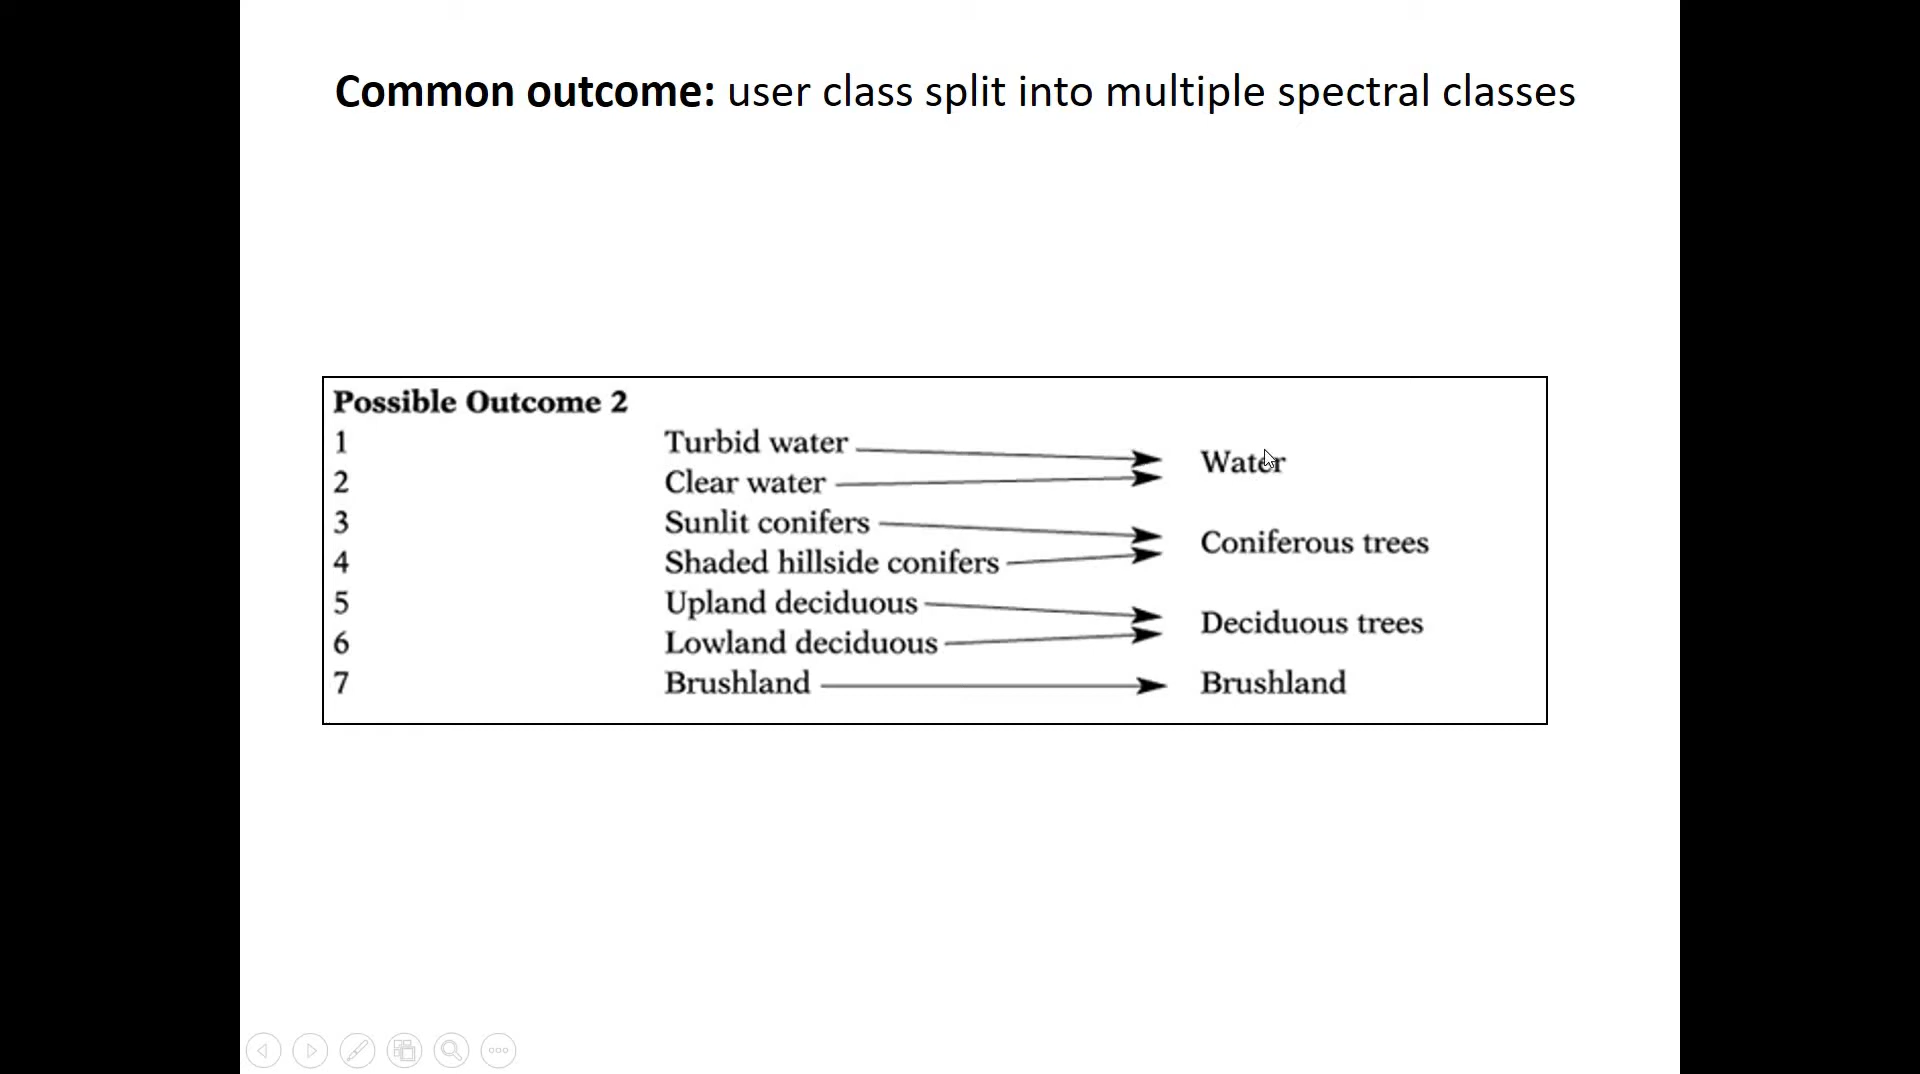 Common outcome: user class split into multiple spectral classes
Possible Outcome 2
1 Turbid water Water
2 Clear water
3 Sunlit conifers Coniferous trees
4 Shaded hillside conifers
5 Upland deciduous Deciduous trees
6 Lowland deciduous
7 Brushland Brushland